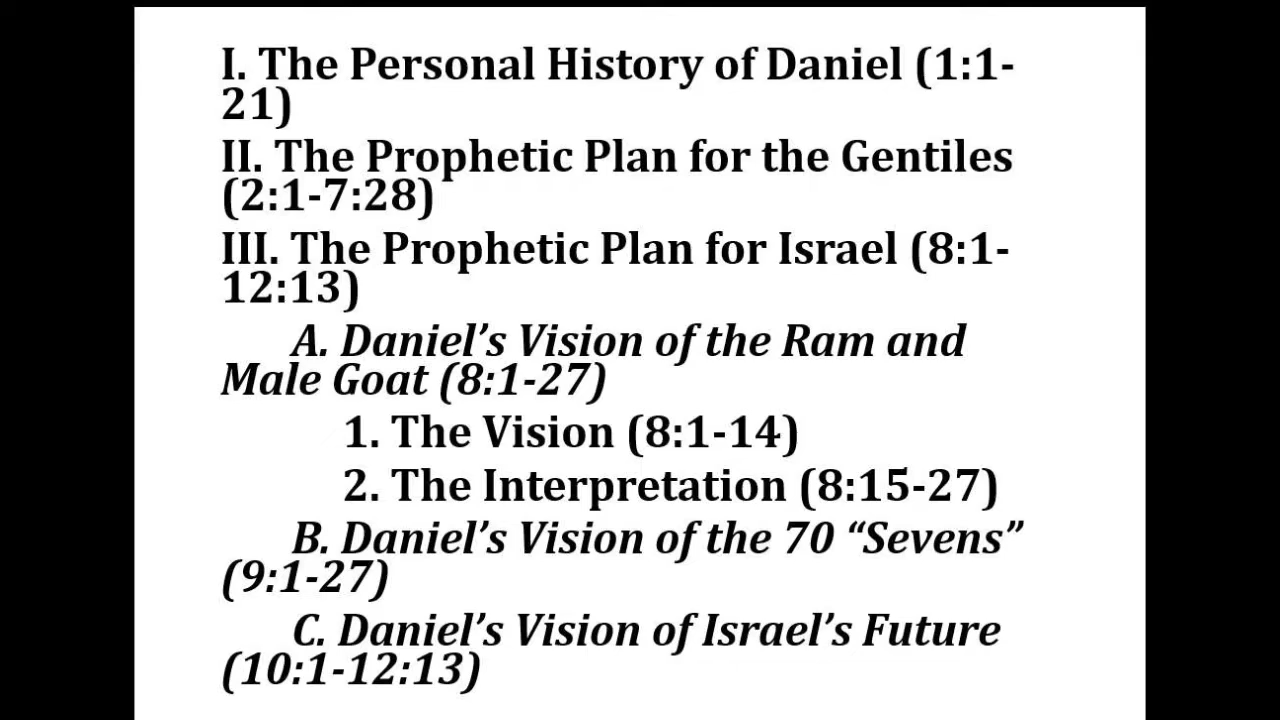 I. The Personal History of Daniel (1:1-
21)
II. The Prophetic Plan for the Gentiles
(2:1-7:28)
III. The Prophetic Plan for Israel (8:1-
12:13)
A. Daniel’s Vision of the Ram and
Male Goat (8:1-27)
1. The Vision (8:1-14)
2. The Interpretation (8:15-27)
B. Daniel’s Vision of the 70 “Sevens”
(9:1-27)
C. Daniel’s Vision of Israel’s Future
(10:1-12:13)